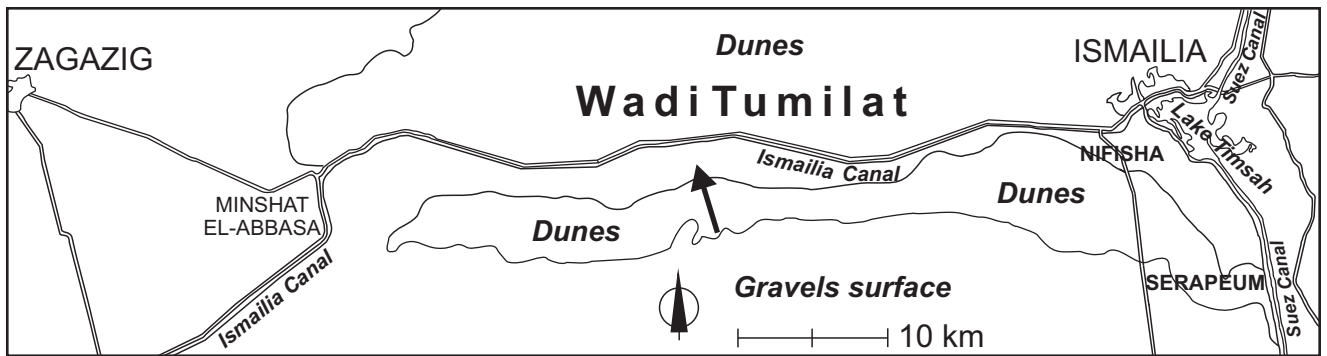 Dunes
ZAGAZIG
ISMAILIA
Suez Canal
Wadi Tumilat
Lake Timsah
Ismailia Canal
NIFISHA
MINSHAT
EL-ABBASA
Dunes
Dunes
Ismailia Canal
Gravels surface
SERAPEUM
Suez Canal
10 km